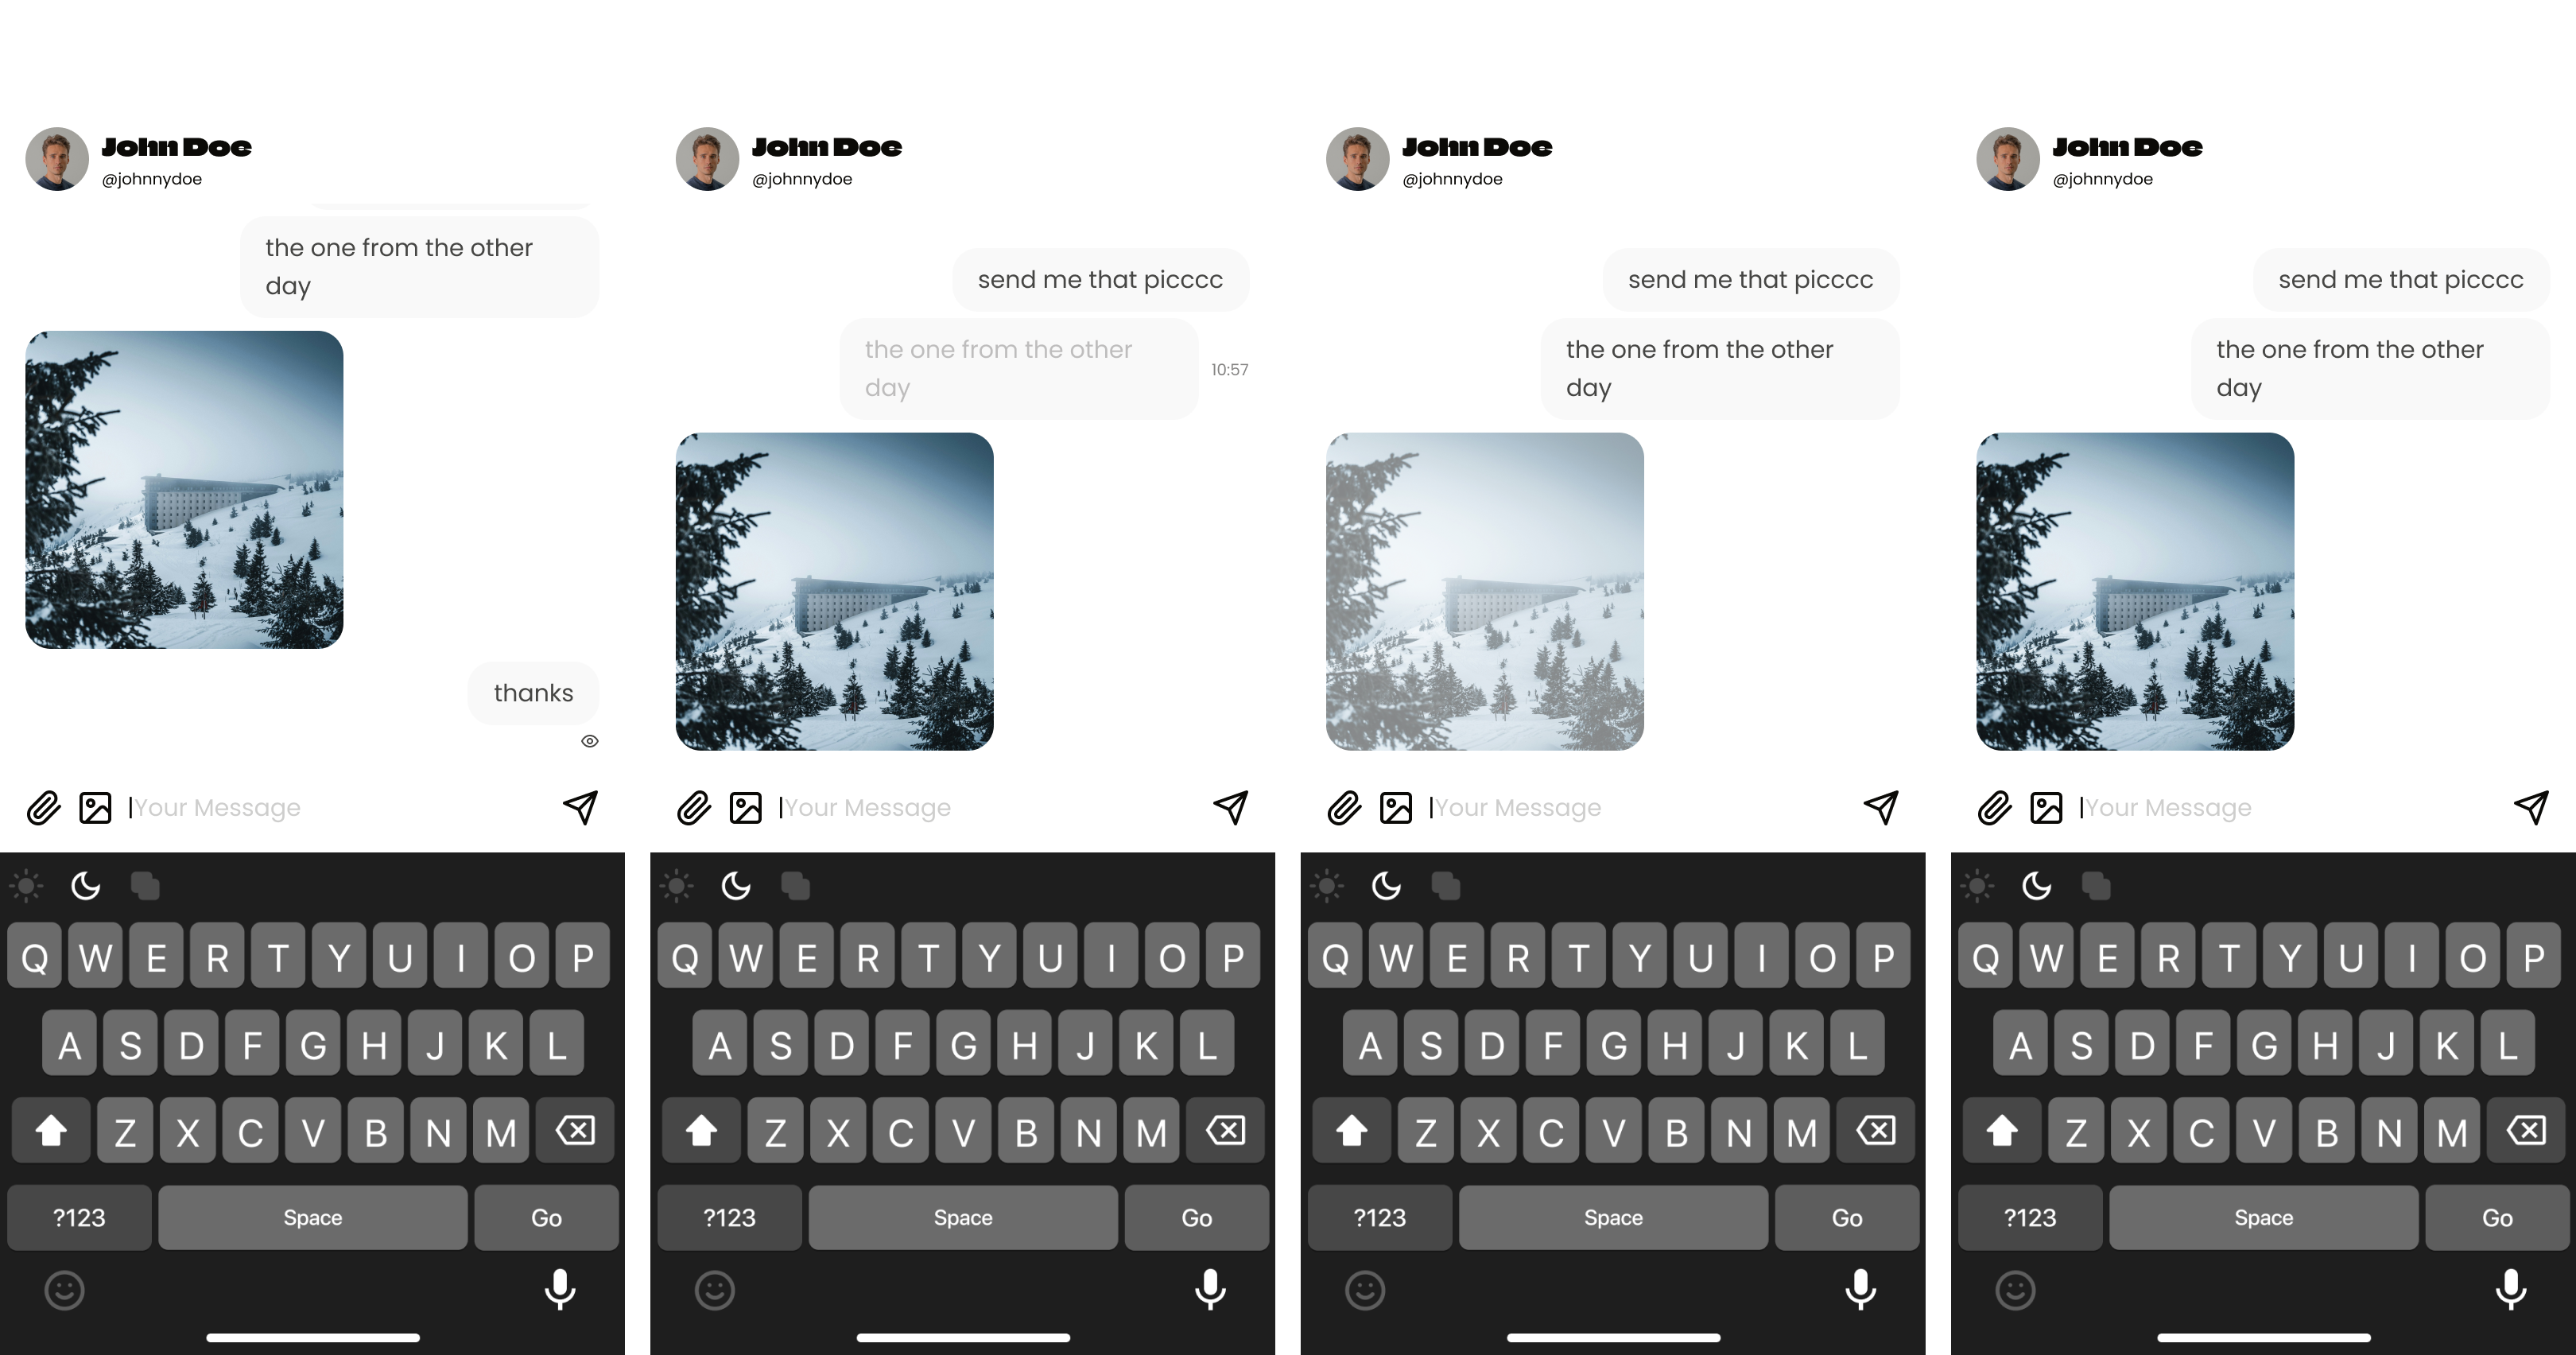 John Doe
@johnnydoe
the one from the other
day
thanks
Your Message
Q W E R T Y U I O P
A S D F G H J K L
Z X C V B N M
?123 Space Go
John Doe
@johnnydoe
send me that picccc
the one from the other
day
10:57
Your Message
Q W E R T Y U I O P
A S D F G H J K L
Z X C V B N M
?123 Space Go
John Doe
@johnnydoe
send me that picccc
the one from the other
day
Your Message
Q W E R T Y U I O P
A S D F G H J K L
Z X C V B N M
?123 Space Go
John Doe
@johnnydoe
send me that picccc
the one from the other
day
Your Message
Q W E R T Y U I O P
A S D F G H J K L
Z X C V B N M
?123 Space Go